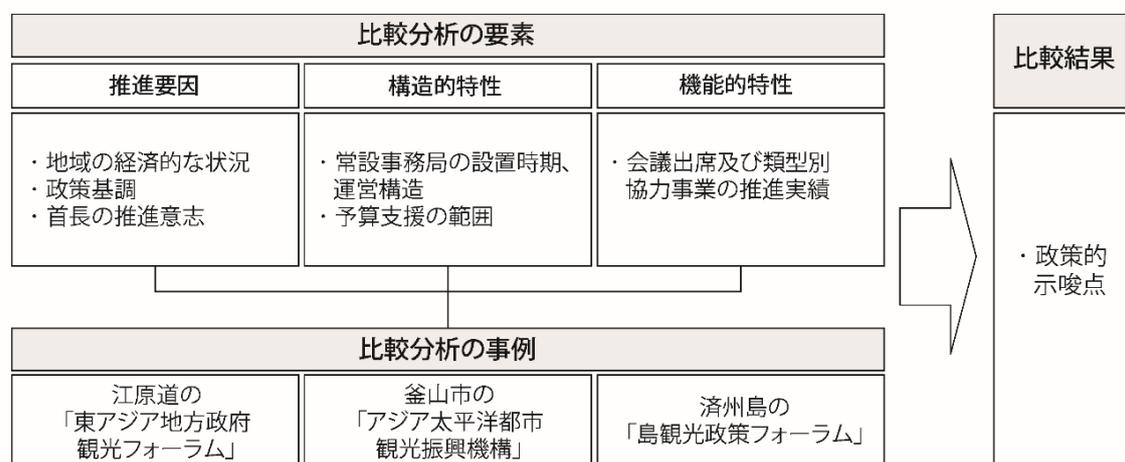 比較分析の要素
推進要因
構造的特性
機能的特性
・地域の経済的な状況
・政策基調
・首長の推進意志
・常設事務局の設置時期、
運営構造
・予算支援の範囲
・会議出席及び類型別
協力事業の推進実績
比較分析の事例
江原道の
「東アジア地方政府
観光フォーラム」
釜山市の
「アジア太平洋都市
観光振興機構」
済州島の
「島観光政策フォーラム」
比較結果
・政策的
示唆点